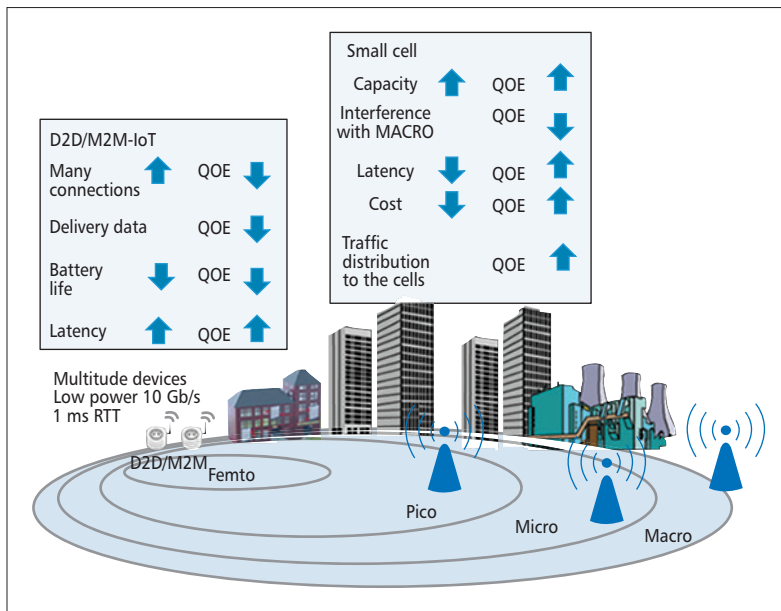 Small cell
Capacity QOE
Interference QOE
with MACRO
Latency QOE
Cost QOE
Traffic
distribution QOE
to the cells
D2D/M2M-IoT
Many QOE
connections
Delivery data QOE
Battery QOE
life
Latency QOE
Multitude devices
Low power 10 Gb/s
1 ms RTT
D2D/M2M
Femto
Pico
Micro
Macro